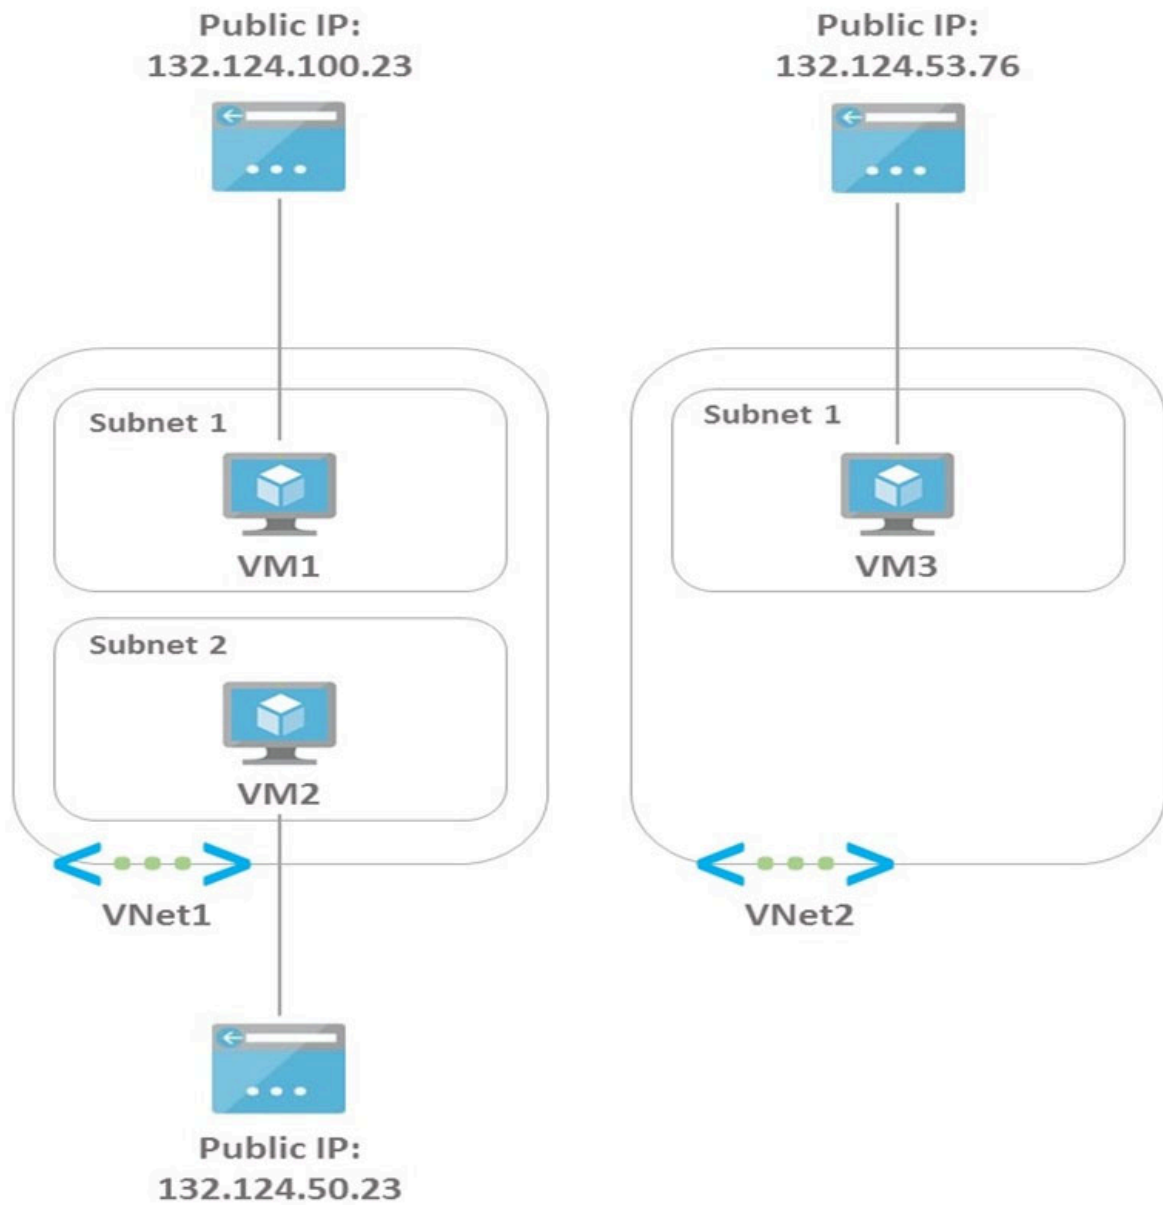 Public IP:
132.124.100.23
Public IP:
132.124.53.76
Subnet 1
VM1
Subnet 1
VM3
Subnet 2
VM2
VNet1
VNet2
Public IP:
132.124.50.23